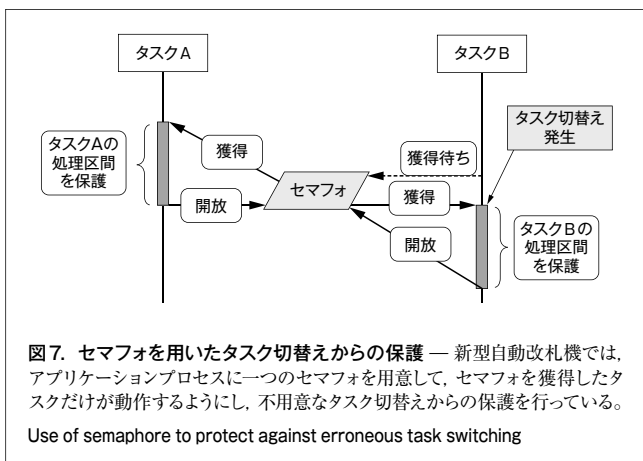 タスクA
タスクB
タスク切替え
発生
タスクAの
処理区間
を保護
獲得
獲得待ち
セマフォ
開放
獲得
開放
タスクBの
処理区間
を保護
図7. セマフォを用いたタスク切替えからの保護 — 新型自動改札機では,
アプリケーションプロセスに一つのセマフォを用意して, セマフォを獲得したタ
スクだけが動作するようにし, 不用意なタスク切替えからの保護を行っている。
Use of semaphore to protect against erroneous task switching